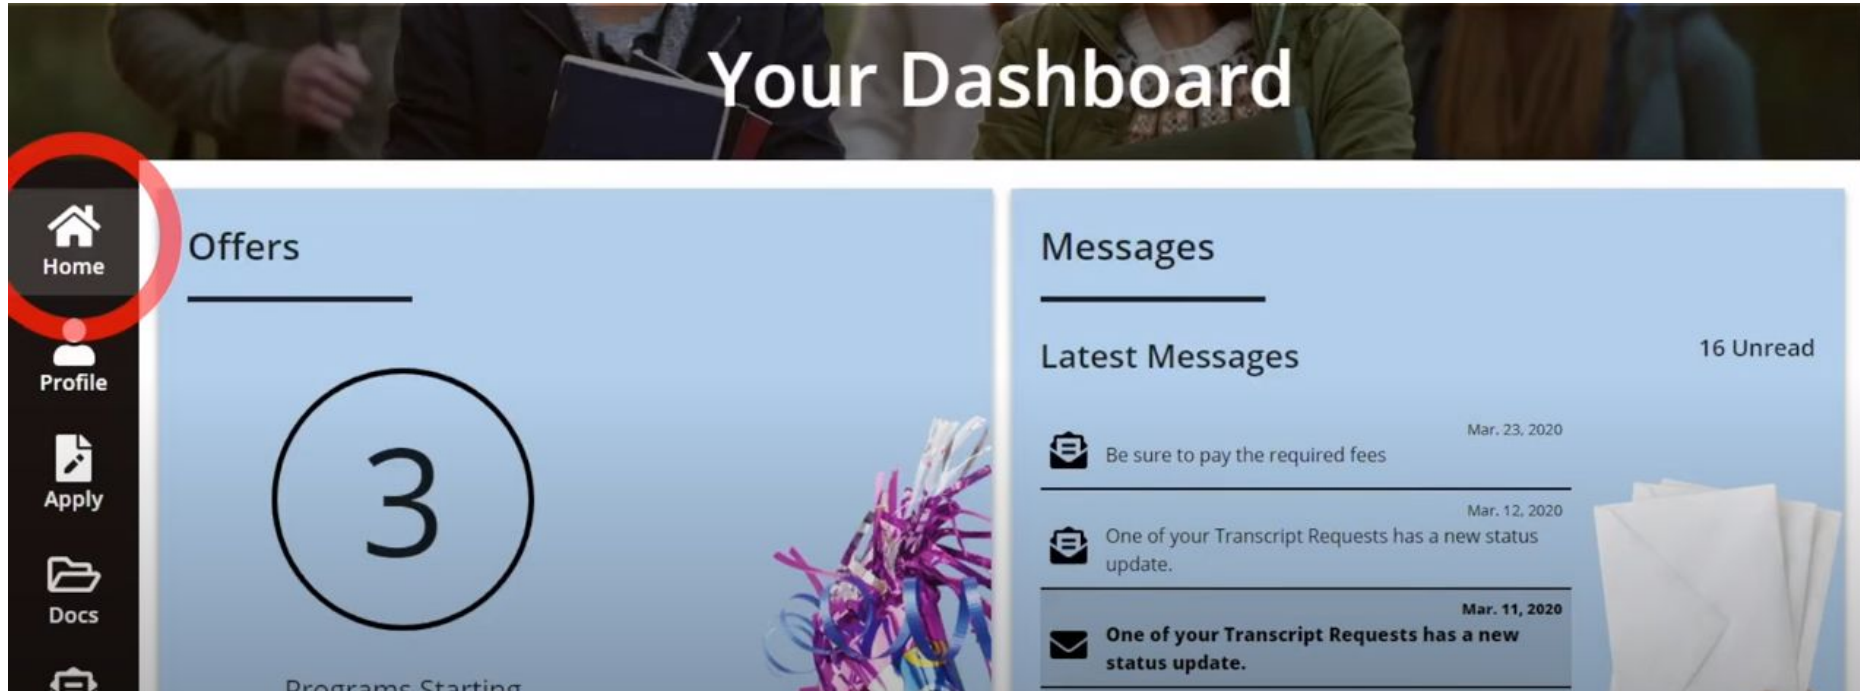 Your Dashboard
Home
Profile
Apply
Docs
Offers
3
Programs Starting
Messages
Latest Messages
16 Unread
Mar. 23, 2020
Be sure to pay the required fees
Mar. 12, 2020
One of your Transcript Requests has a new status
update.
Mar. 11, 2020
One of your Transcript Requests has a new
status update.